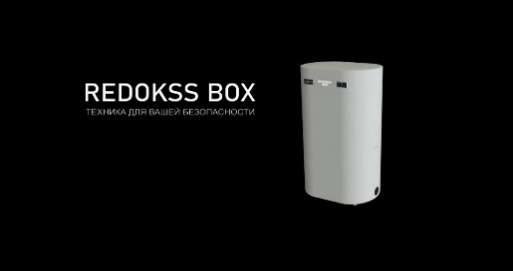 REDOKSS BOX
ТЕХНИКА ДЛЯ ВАШЕЙ БЕЗОПАСНОСТИ